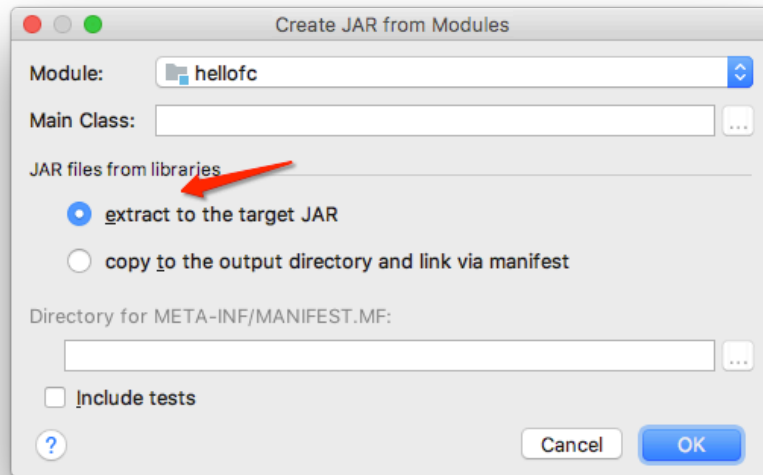 Create JAR from Modules
Module: hellofc
Main Class: ...
JAR files from libraries
extract to the target JAR
copy to the output directory and link via manifest
Directory for META-INF/MANIFEST.MF:
...
Include tests
? Cancel OK